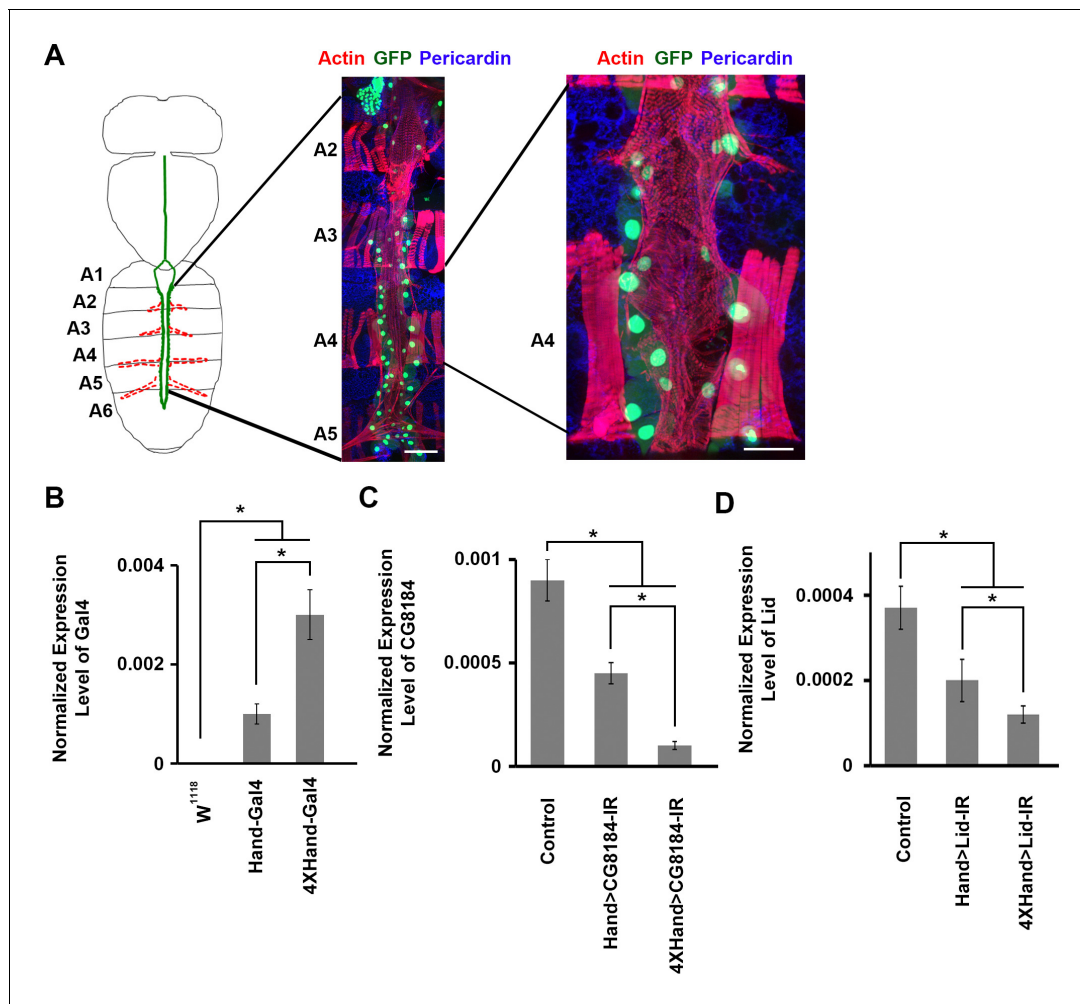 A
Actin GFP Pericardin
Actin GFP Pericardin
A1
A2
A3
A4
A5
A6
A2
A3
A4
A5
A4
B
Normalized Expression
Level of Gal4
0.004
0.002
0
*
*
W1118
Hand-Gal4
4XHand-Gal4
C
Normalized Expression
Level of CG8184
0.001
0.0005
0
*
*
Control
Hand>CG8184-IR
4XHand>CG8184-IR
D
Normalized Expression
Level of Lid
0.0004
0.0002
0
*
*
Control
Hand>Lid-IR
4XHand>Lid-IR